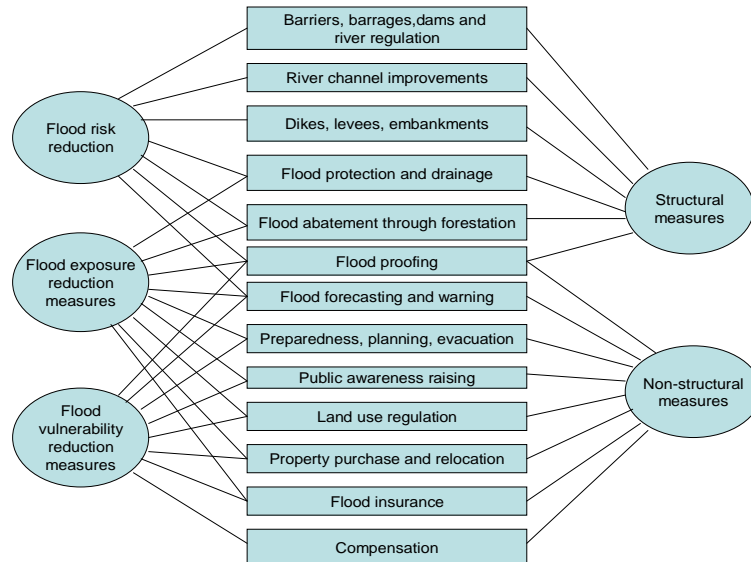 Barriers, barrages,dams and
river regulation
River channel improvements
Flood risk
reduction
Dikes, levees, embankments
Flood protection and drainage
Structural
measures
Flood abatement through forestation
Flood exposure
reduction
measures
Flood proofing
Flood forecasting and warning
Preparedness, planning, evacuation
Public awareness raising
Non-structural
measures
Flood
vulnerability
reduction
measures
Land use regulation
Property purchase and relocation
Flood insurance
Compensation